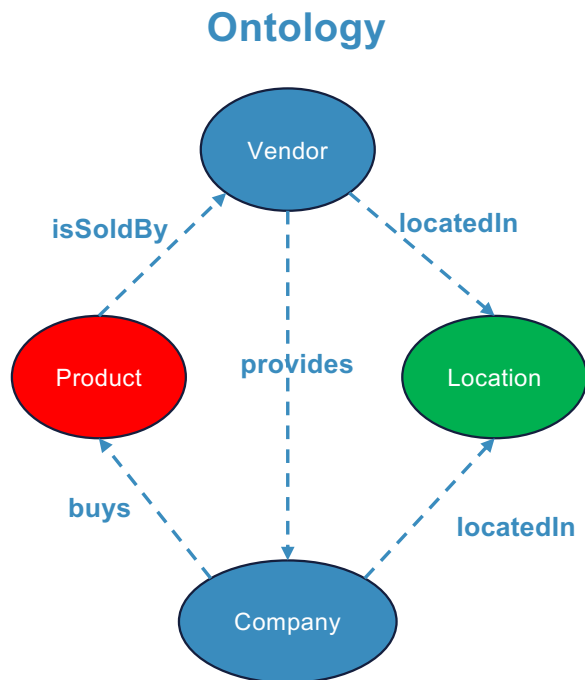 Ontology
Vendor
isSoldBy
locatedIn
Product
provides
Location
buys
locatedIn
Company